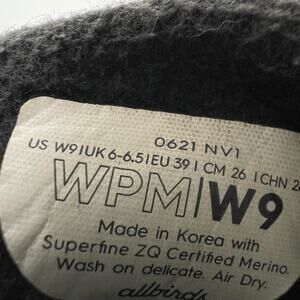 0621 NV1
US W9|UK 6-6.5|EU 39| CM 26 | CHN
WPM|W9
Made in Korea with
Superfine ZQ Certified Merino.
Wash on delicate. Air Dry.
allbirds